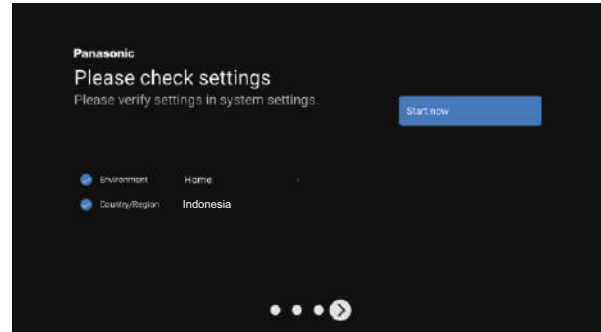 Panasonic
Please check settings
Please verify settings in system settings.
Start now
Environment Home
Country/Region Indonesia